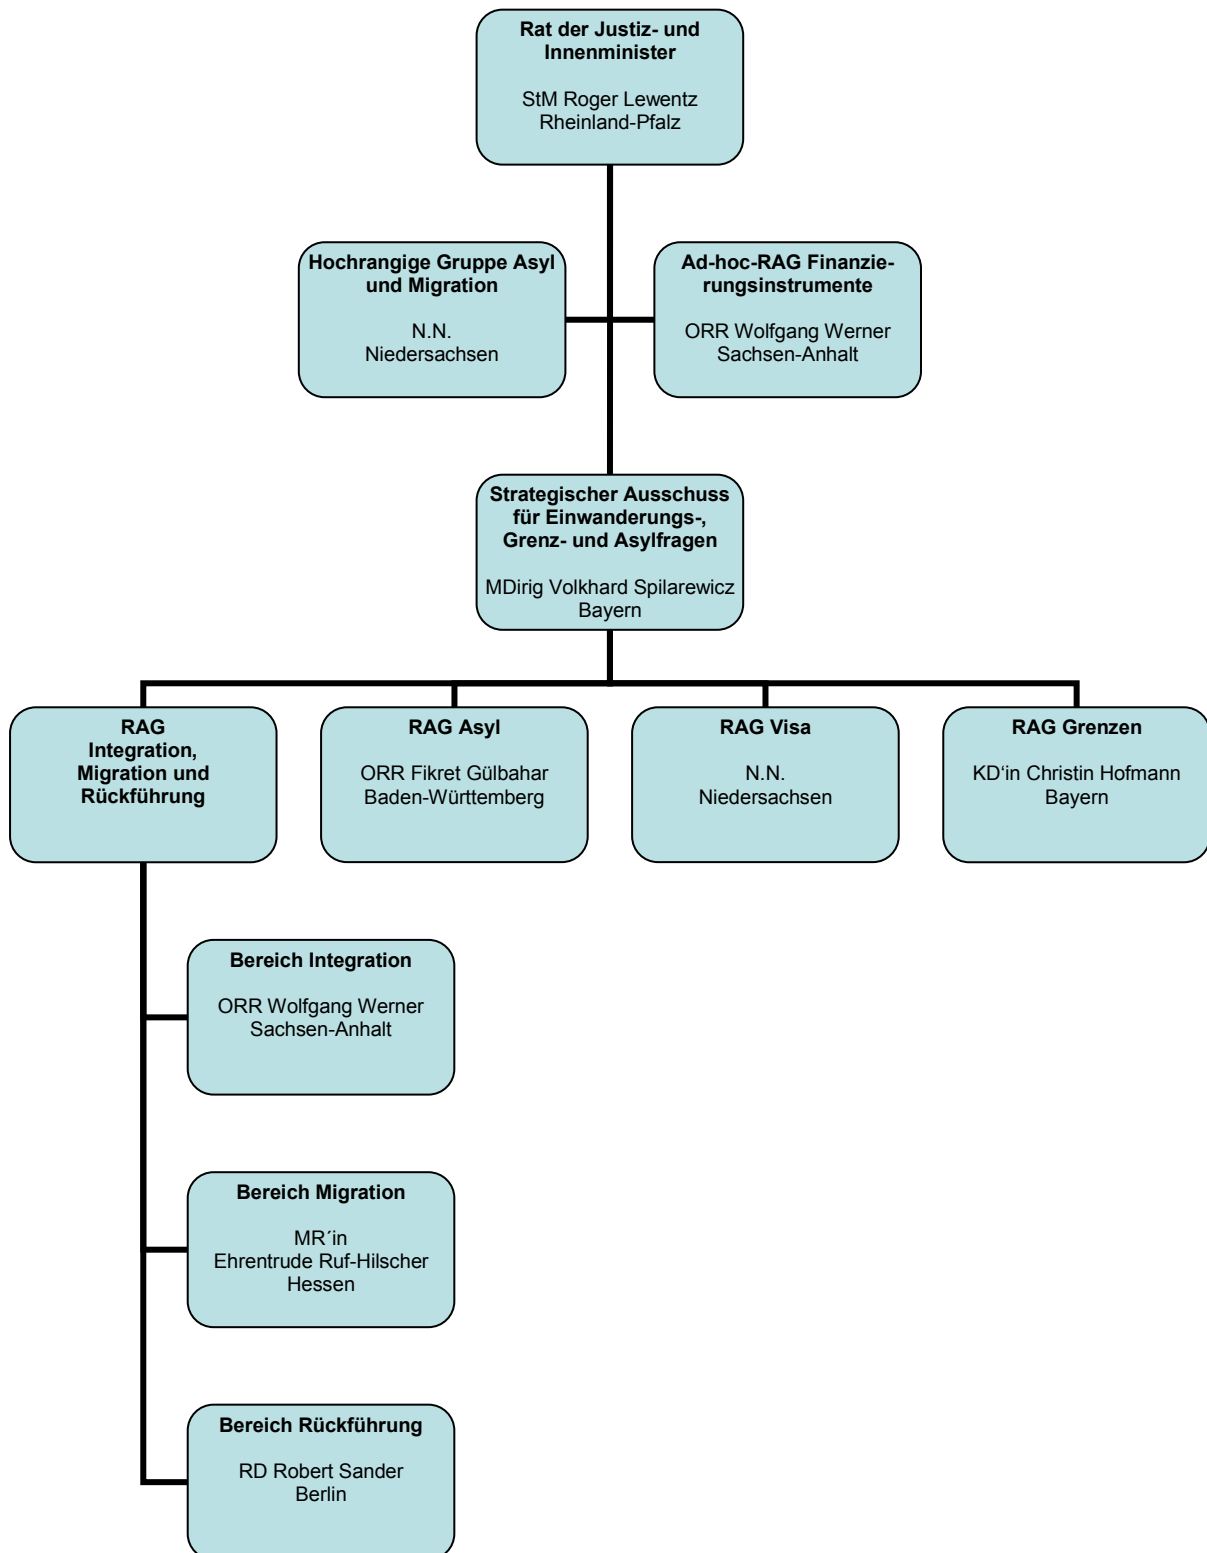 Rat der Justiz- und
Innenminister
StM Roger Lewentz
Rheinland-Pfalz
Hochrangige Gruppe Asyl
und Migration
N.N.
Niedersachsen
Ad-hoc-RAG Finanzie-
rungsinstrumente
ORR Wolfgang Werner
Sachsen-Anhalt
Strategischer Ausschuss
für Einwanderungs-,
Grenz- und Asylfragen
MDirig Volkhard Spilarewicz
Bayern
RAG
Integration,
Migration und
Rückführung
RAG Asyl
ORR Fikret Gülbahar
Baden-Württemberg
RAG Visa
N.N.
Niedersachsen
RAG Grenzen
KD‘in Christin Hofmann
Bayern
Bereich Integration
ORR Wolfgang Werner
Sachsen-Anhalt
Bereich Migration
MR´in
Ehrentrude Ruf-Hilscher
Hessen
Bereich Rückführung
RD Robert Sander
Berlin